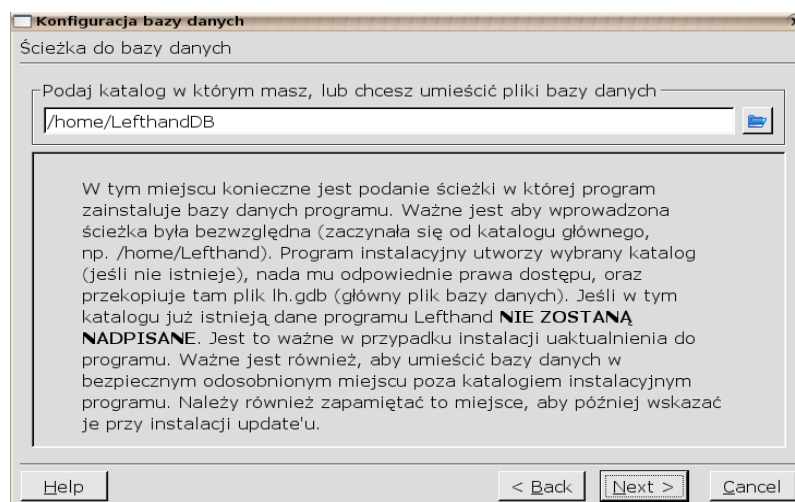 Konfiguracja bazy danych
Ścieżka do bazy danych
Podaj katalog w którym masz, lub chcesz umieścić pliki bazy danych
/home/LefthandDB
W tym miejscu konieczne jest podanie ścieżki w której program
zainstaluje bazy danych programu. Ważne jest aby wprowadzona
ścieżka była bezwzględna (zaczynała się od katalogu głównego,
np. /home/Lefthand). Program instalacyjny utworzy wybrany katalog
(jeśli nie istnieje), nada mu odpowiednie prawa dostępu, oraz
przekopiuje tam plik lh.gdb (główny plik bazy danych). Jeśli w tym
katalogu już istnieją dane programu Lefthand NIE ZOSTANĄ
NADPISANE. Jest to ważne w przypadku instalacji uaktualnienia do
programu. Ważne jest również, aby umieścić bazy danych w
bezpiecznym odosobnionym miejscu poza katalogiem instalacyjnym
programu. Należy również zapamiętać to miejsce, aby później wskazać
je przy instalacji update'u.
Help < Back Next > Cancel